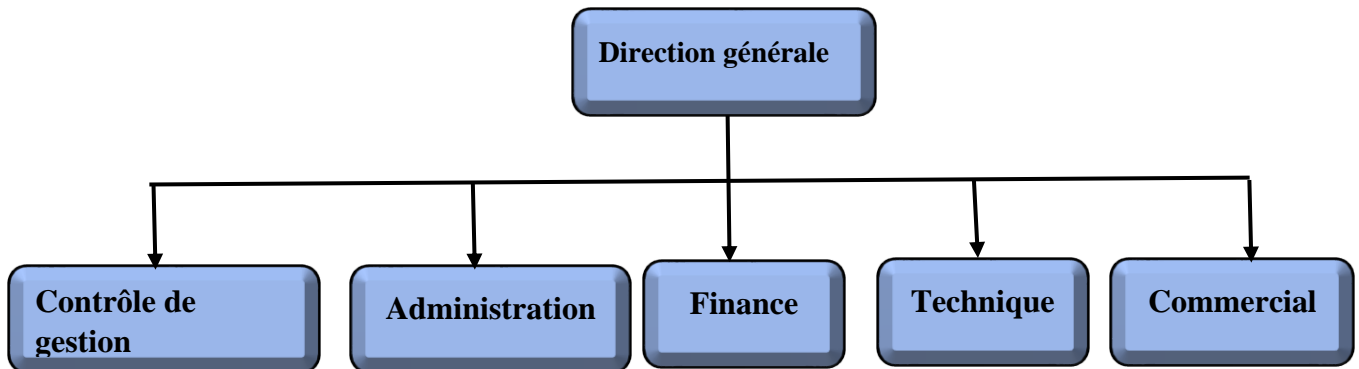 Direction générale
Contrôle de
gestion
Administration
Finance
Technique
Commercial